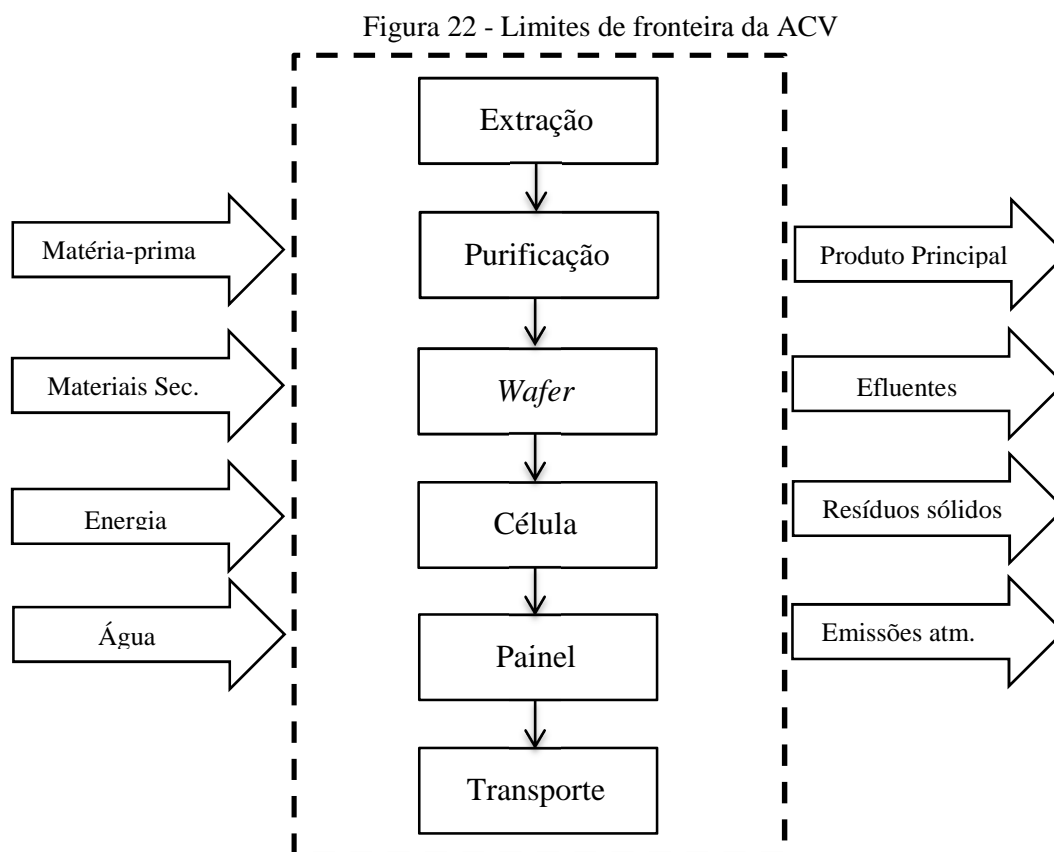 Figura 22 - Limites de fronteira da ACV
Extração
Matéria-prima
Purificação
Produto Principal
Materiais Sec.
Wafer
Efluentes
Energia
Célula
Resíduos sólidos
Água
Painel
Emissões atm.
Transporte